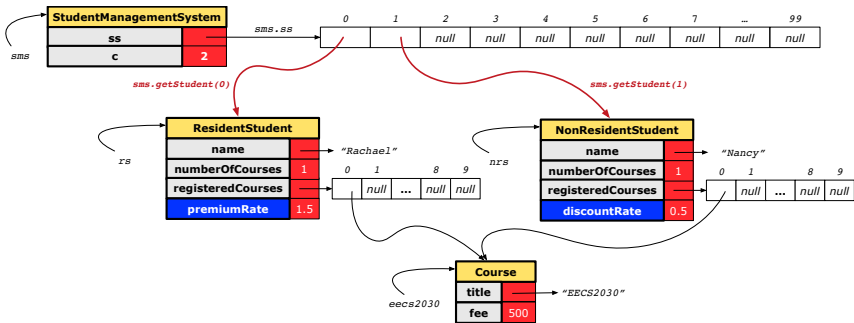 StudentManagementSystem
ss
c 2
sms
sms.ss
0 1 2 3 4 5 6 7 … 99
null null null null null null null null
sms.getStudent(0)
sms.getStudent(1)
ResidentStudent
name
numberOfCourses 1
registeredCourses
premiumRate 1.5
rs
“Rachael”
0 1 8 9
null ... null null
NonResidentStudent
name
numberOfCourses 1
registeredCourses
discountRate 0.5
nrs
“Nancy”
0 1 8 9
null ... null null
Course
title
fee 500
eecs2030
“EECS2030”